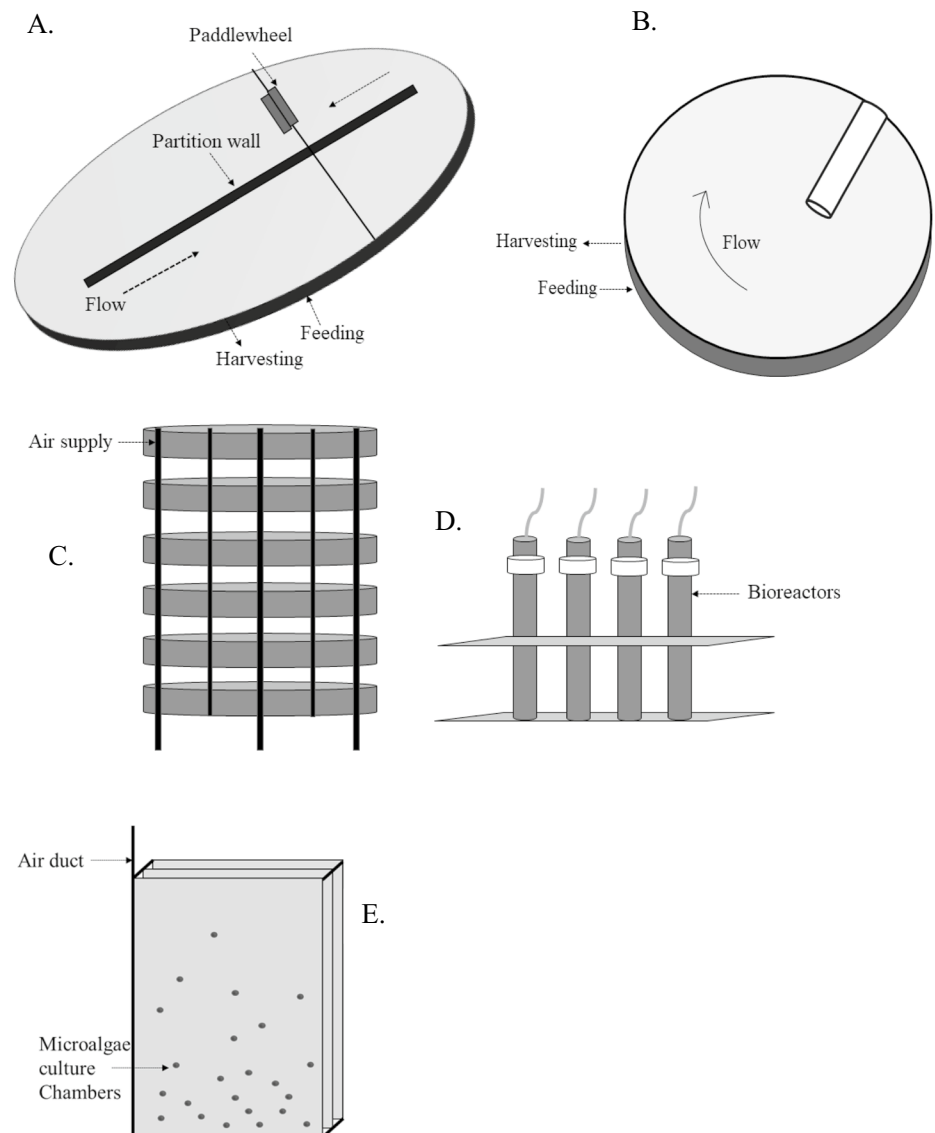 A.
Paddlewheel
Partition wall
Flow
Feeding
Harvesting
B.
Harvesting
Feeding
Flow
Air supply
C.
D.
Bioreactors
Air duct
E.
Microalgae
culture
Chambers